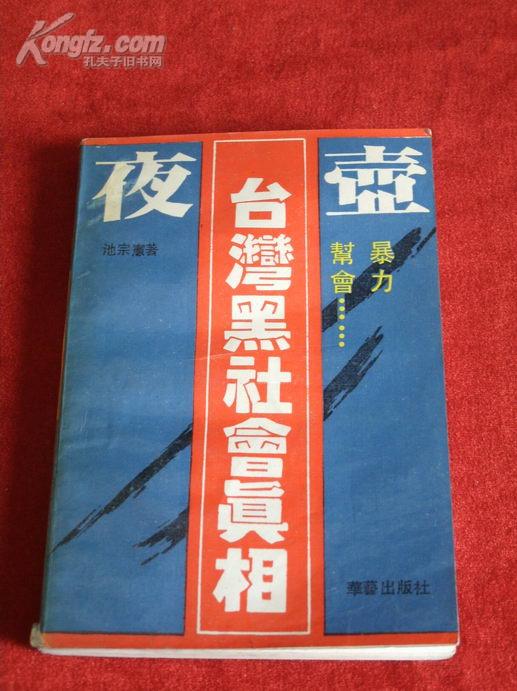 Kongfz.com
孔夫子旧书网
夜壺
台灣黑社會眞相
池宗憲著
暴力
幫會……
華藝出版社